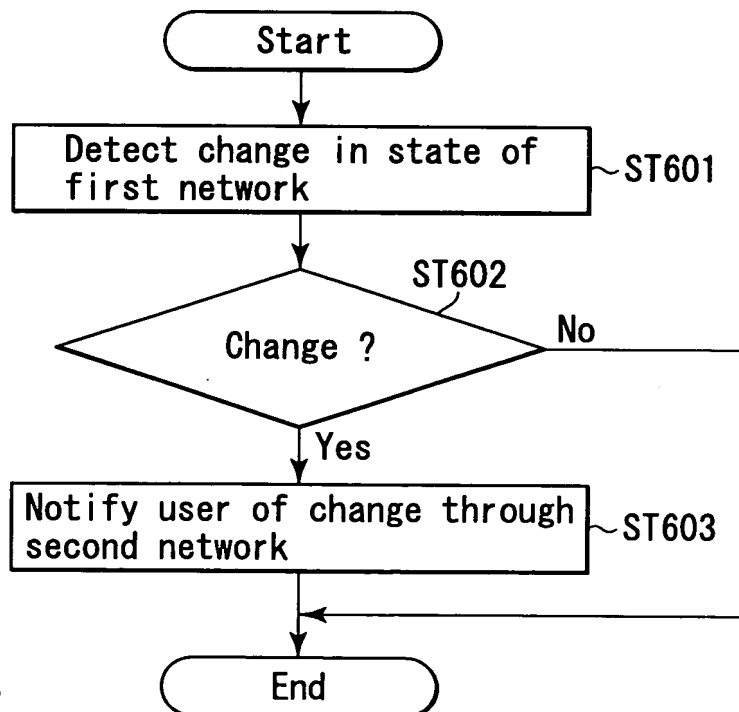 Start
Detect change in state of
first network
ST601
ST602
Change ?
No
Yes
Notify user of change through
second network
ST603
End